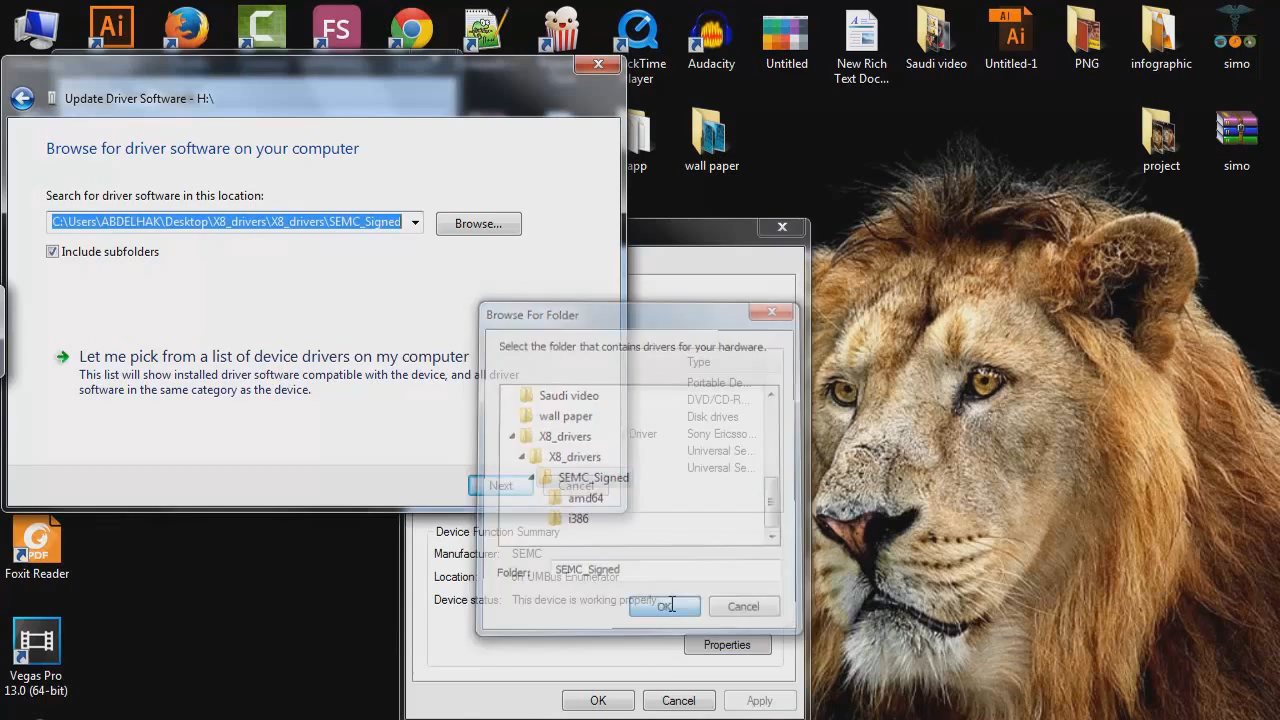 Ai
FS
Ai
ckTime
layer
Audacity
Untitled
New Rich
Text Doc...
Saudi video
Untitled-1
PNG
infographic
simo
app
wall paper
project
simo
Update Driver Software - H:\
Browse for driver software on your computer
Search for driver software in this location:
C:\Users\ABDELHAK\Desktop\X8_drivers\X8_drivers\SEMC_Signed
Browse...
Include subfolders
Let me pick from a list of device drivers on my computer
This list will show installed driver software compatible with the device, and all driver
software in the same category as the device.
Next
Cancel
Browse For Folder
Select the folder that contains drivers for your hardware.
Saudi video
wall paper
X8_drivers
X8_drivers
SEMC_Signed
amd64
i386
Folder:
SEMC_Signed
OK
Cancel
Type
Portable De...
DVD/CD-R...
Disk drives
Driver
Sony Ericsso...
Universal Se...
Universal Se...
Device Function Summary
Manufacturer: SEMC
Location: on UMBus Enumerator
Device status: This device is working properly.
Properties
OK
Cancel
Apply
PDF
Foxit Reader
Vegas Pro
13.0 (64-bit)